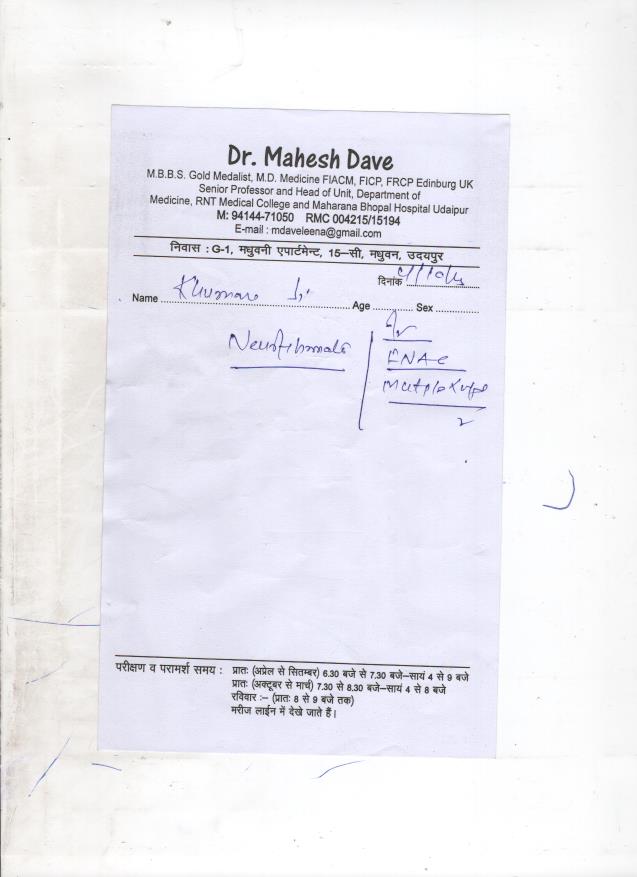 Dr. Mahesh Dave
M.B.B.S. Gold Medalist, M.D. Medicine FIACM, FICP, FRCP Edinburg UK
Senior Professor and Head of Unit, Department of
Medicine, RNT Medical College and Maharana Bhopal Hospital Udaipur
M: 94144-71050 RMC 004215/15194
E-mail : mdaveleena@gmail.com
निवास : G-1, मधुवनी एपार्टमेन्ट, 15–सी, मधुवन, उदयपुर
दिनांक
Name Age Sex
परीक्षण व परामर्श समय : प्रातः (अप्रेल से सितम्बर) 6.30 बजे से 7.30 बजे–सायं 4 से 9 बजे
प्रातः (अक्टूबर से मार्च) 7.30 से 8.30 बजे–सायं 4 से 8 बजे
रविवार :– (प्रातः 8 से 9 बजे तक)
मरीज लाईन में देखे जाते हैं।